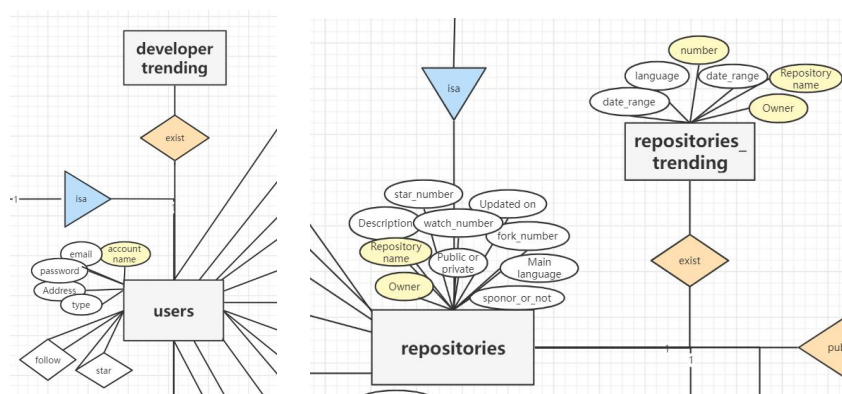 developer
trending
exist
1
isa
1
email
account
name
password
Address
type
users
follow
star
isa
number
language
date_range
Repository
name
date_range
Owner
repositories_
trending
star_number
Updated on
Description
watch_number
fork_number
Repository
name
Public or
private
Main
language
Owner
sponor_or_not
exist
repositories
1
1
pub